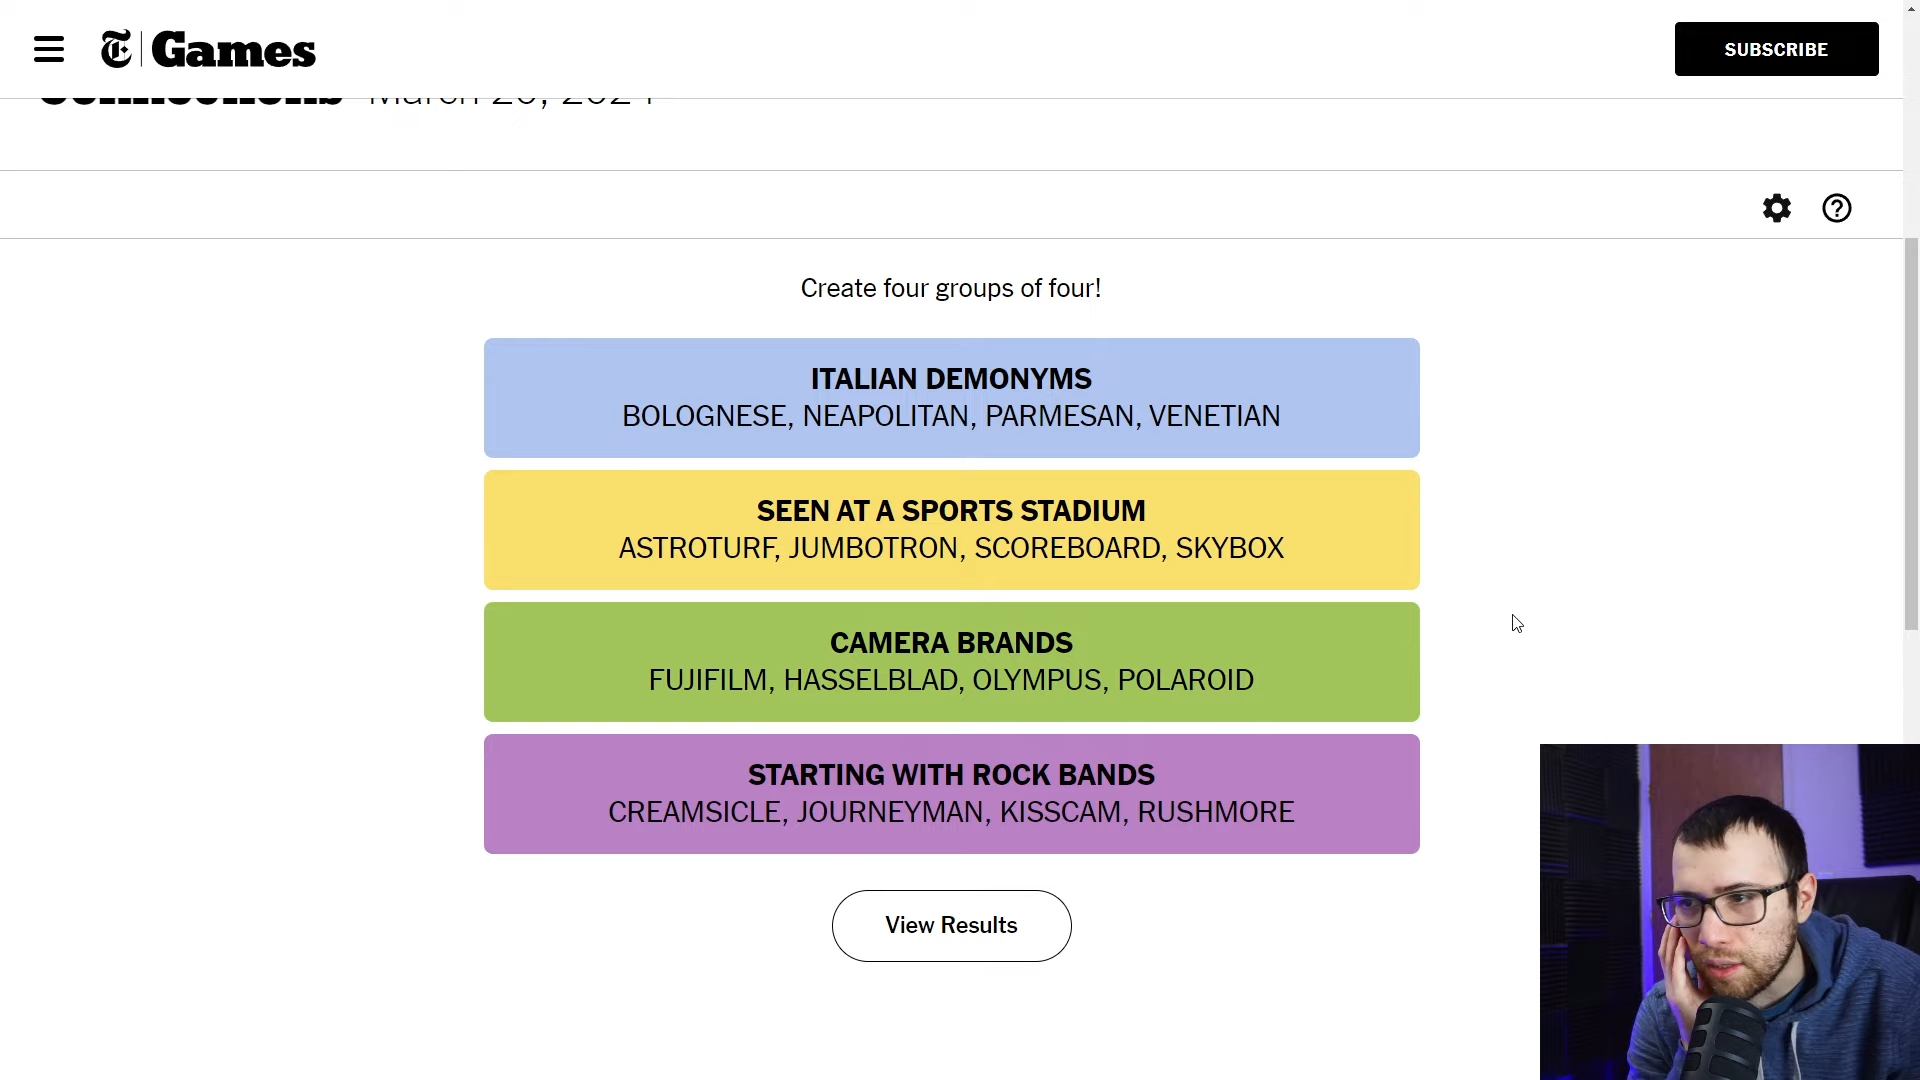 Games
SUBSCRIBE
Create four groups of four!
ITALIAN DEMONYMS
BOLOGNESE, NEAPOLITAN, PARMESAN, VENETIAN
SEEN AT A SPORTS STADIUM
ASTROTURF, JUMBOTRON, SCOREBOARD, SKYBOX
CAMERA BRANDS
FUJIFILM, HASSELBLAD, OLYMPUS, POLAROID
STARTING WITH ROCK BANDS
CREAMSICLE, JOURNEYMAN, KISSCAM, RUSHMORE
View Results